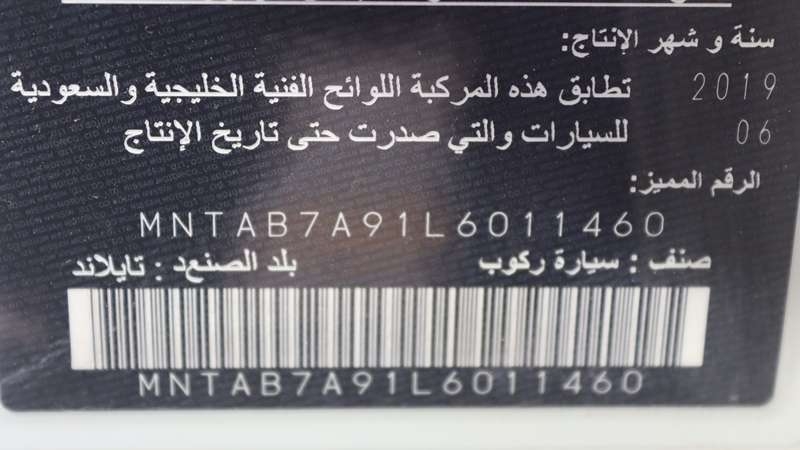 سنة و شهر الإنتاج:
2019 تطابق هذه المركبة اللوائح الفنية الخليجية والسعودية
06 للسيارات والتي صدرت حتى تاريخ الإنتاج
الرقم المميز:
MNTAB7A91L6011460
صنف : سيارة ركوب بلد الصنع : تايلاند
MNTAB7A91L6011460